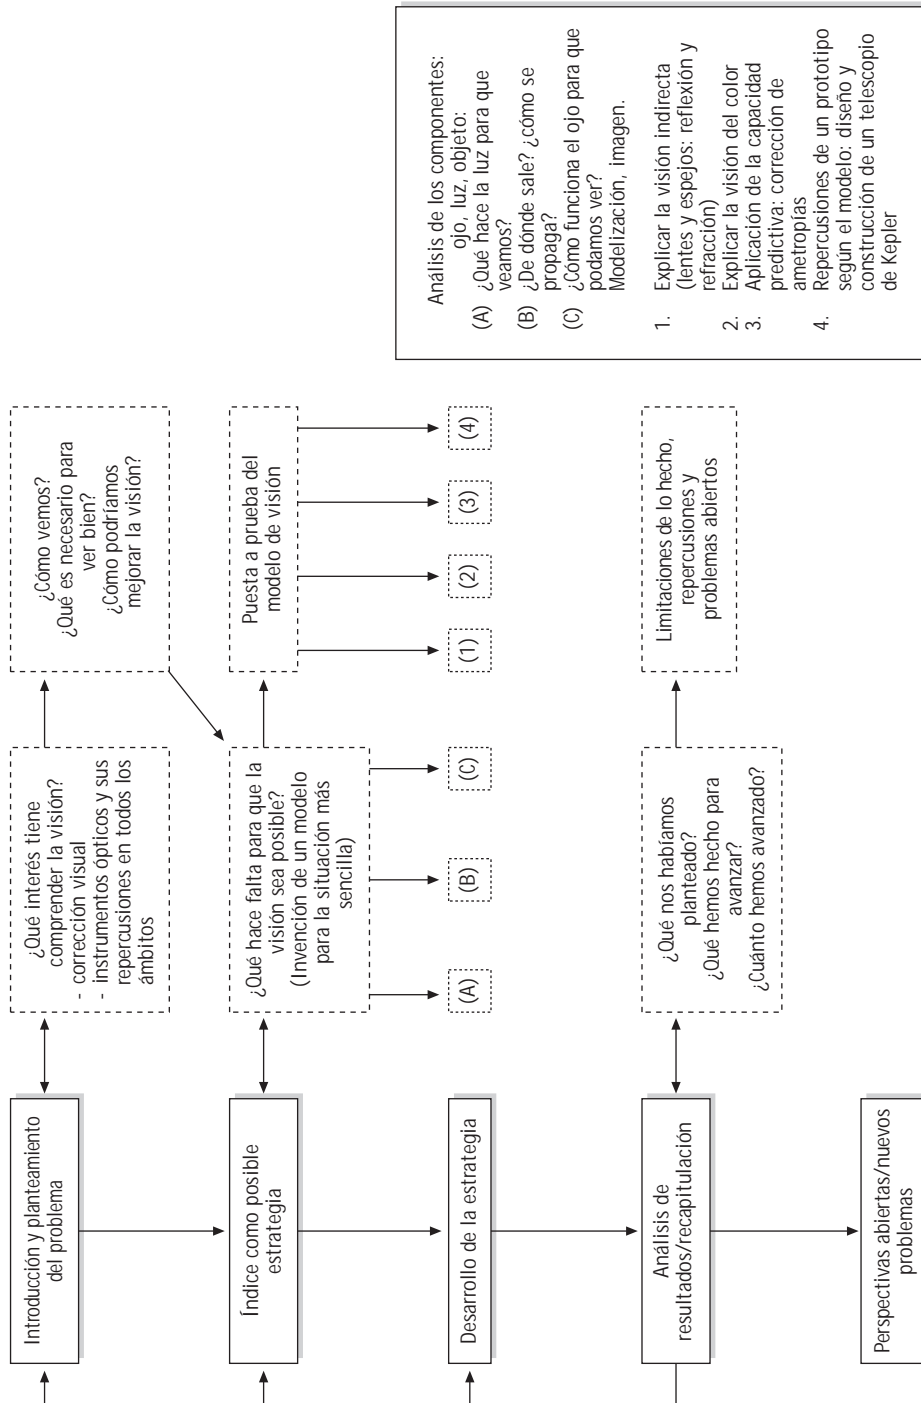 Introducción y planteamiento
del problema
¿Qué interés tiene
comprender la visión?
- corrección visual
- instrumentos ópticos y sus
repercusiones en todos los
ámbitos
¿Cómo vemos?
¿Qué es necesario para
ver bien?
¿Cómo podríamos
mejorar la visión?
Índice como posible
estrategia
¿Qué hace falta para que la
visión sea posible?
(Invención de un modelo
para la situación más
sencilla)
Puesta a prueba del
modelo de visión
Desarrollo de la estrategia
(A)
(B)
(C)
(1)
(2)
(3)
(4)
Análisis de
resultados/recapitulación
¿Qué nos habíamos
planteado?
¿Qué hemos hecho para
avanzar?
¿Cuánto hemos avanzado?
Limitaciones de lo hecho,
repercusiones y
problemas abiertos
Perspectivas abiertas/nuevos
problemas
Análisis de los componentes:
ojo, luz, objeto:
(A) ¿Qué hace la luz para que
veamos?
(B) ¿De dónde sale? ¿cómo se
propaga?
(C) ¿Cómo funciona el ojo para que
podamos ver?
Modelización, imagen.
1. Explicar la visión indirecta
(lentes y espejos: reflexión y
refracción)
2. Explicar la visión del color
3. Aplicación de la capacidad
predictiva: corrección de
ametropías
4. Repercusiones de un prototipo
según el modelo: diseño y
construcción de un telescopio
de Kepler